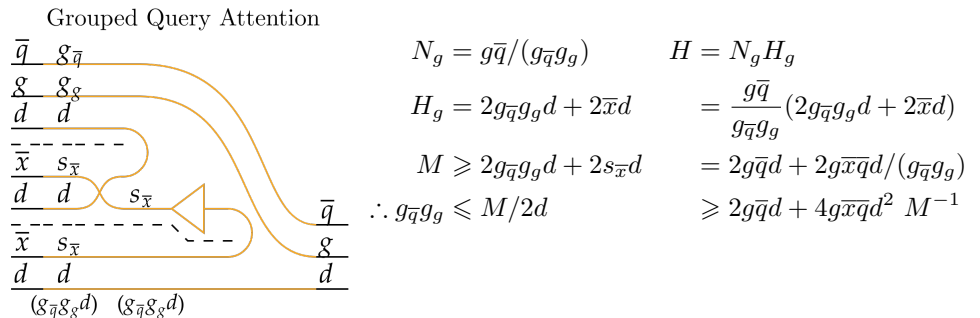 Grouped Query Attention
q̅ g_q̅
g g_g
d d
x̅ s_x̅
d d s_x̅
x̅ s_x̅
d d
(g_q̅g_gd) (g_q̅g_gd)
q̅
g
d
N_g = gq̅/(g_q̅g_g)
H_g = 2g_q̅g_gd + 2x̅d
M ⩾ 2g_q̅g_gd + 2s_x̅d
∴ g_q̅g_g ⩽ M/2d
H = N_gH_g
= \frac{gq̅}{g_q̅g_g}(2g_q̅g_gd + 2x̅d)
= 2gq̅d + 2gx̅q̅d/(g_q̅g_g)
⩾ 2gq̅d + 4gx̅q̅d² M⁻¹